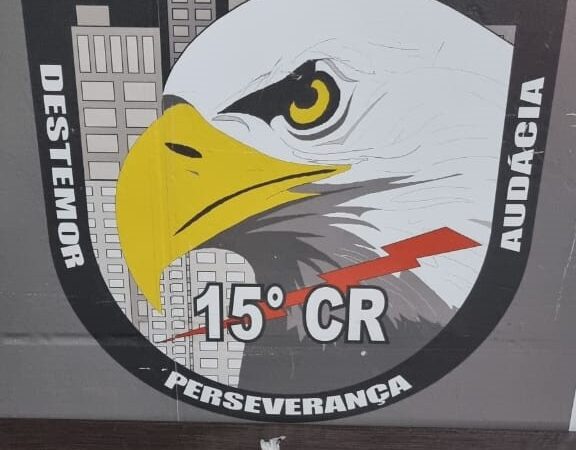 DESTEMOR
AUDÁCIA
15° CR
PERSEVERANÇA